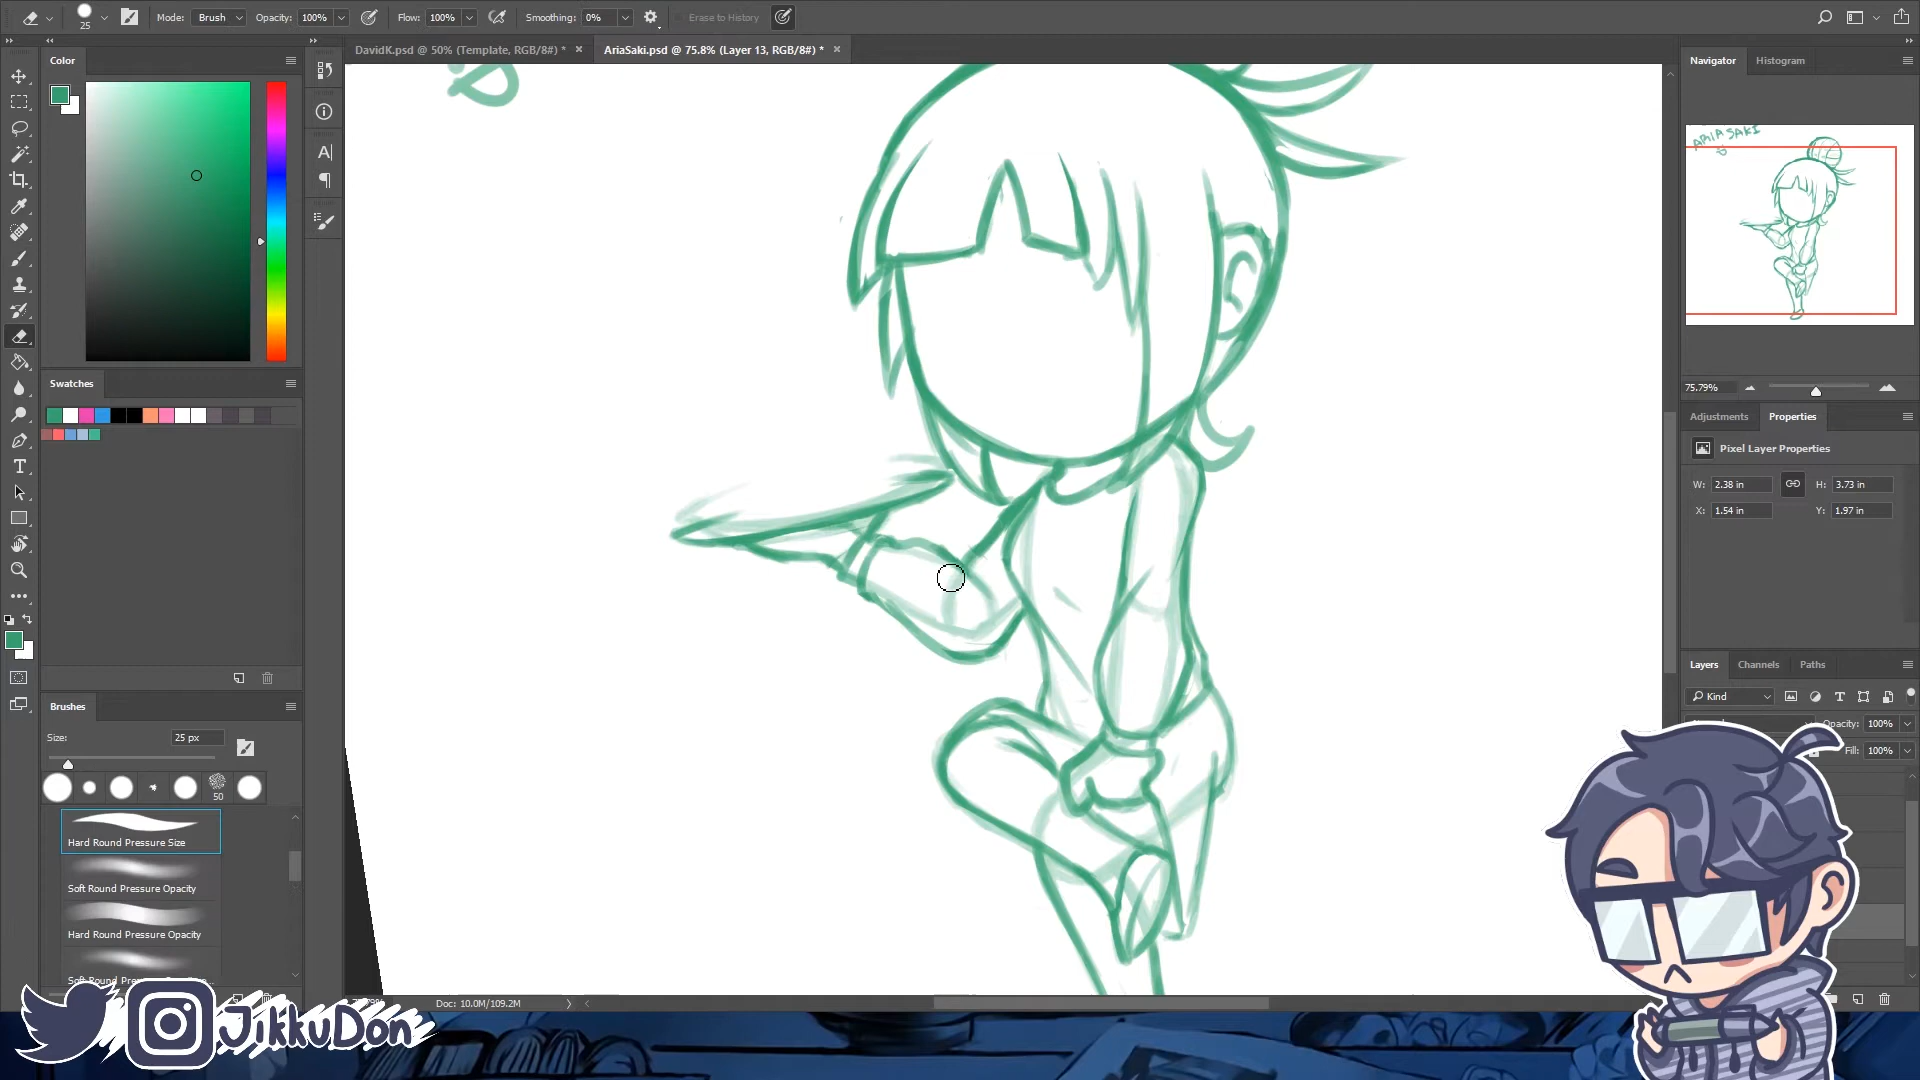 25 Mode: Brush Opacity: 100% Flow: 100% Smoothing: 0% Erase to History
DavidK.psd @ 50% (Template, RGB/8#) * AriaSaki.psd @ 75.8% (Layer 13, RGB/8#) *
Color
Navigator Histogram
ARIA SAKI
75.79%
Swatches
Adjustments Properties
Pixel Layer Properties
W: 2.38 in H: 3.73 in
X: 1.54 in Y: 1.97 in
Layers Channels Paths
Kind
Opacity: 100%
Fill: 100%
Brushes
Size: 25 px
50
Hard Round Pressure Size
Soft Round Pressure Opacity
Hard Round Pressure Opacity
Doc: 10.0M/109.2M
JikkuDon